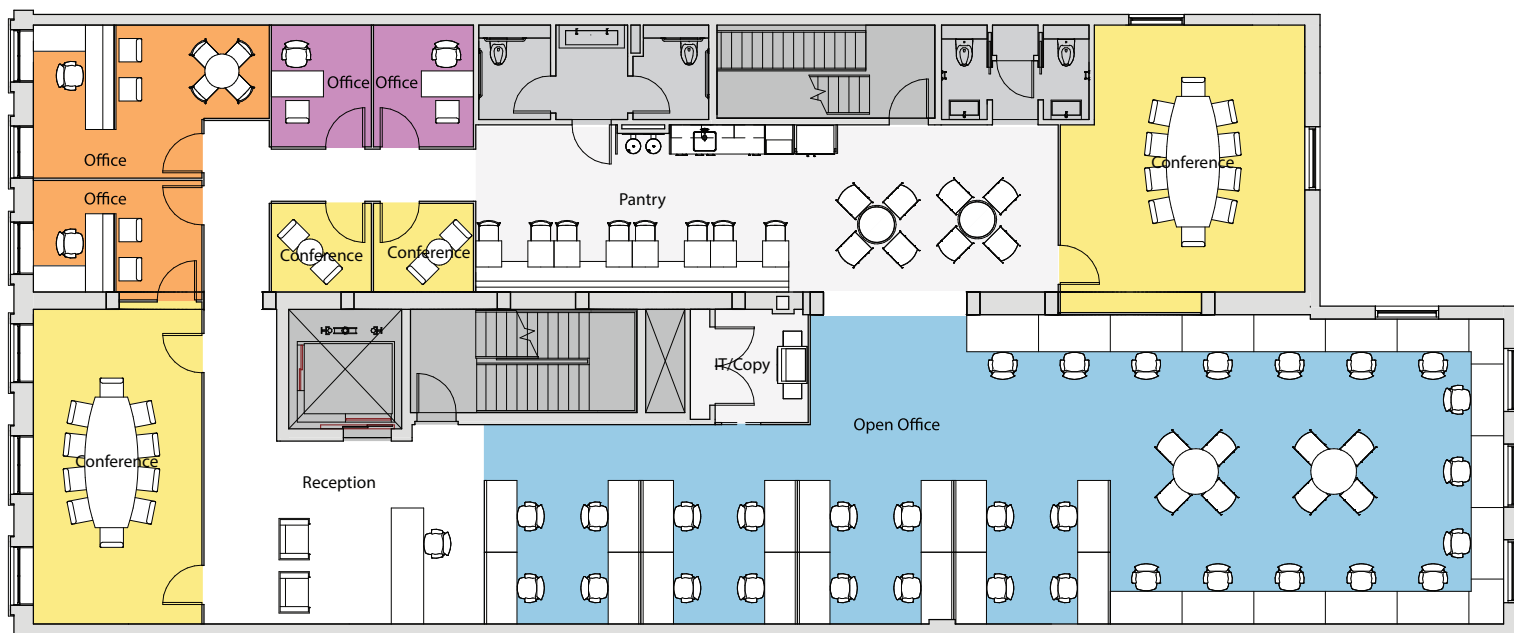 Office
Office
Office
Office
Pantry
Conference
Conference
Conference
IT/Copy
Open Office
Conference
Reception